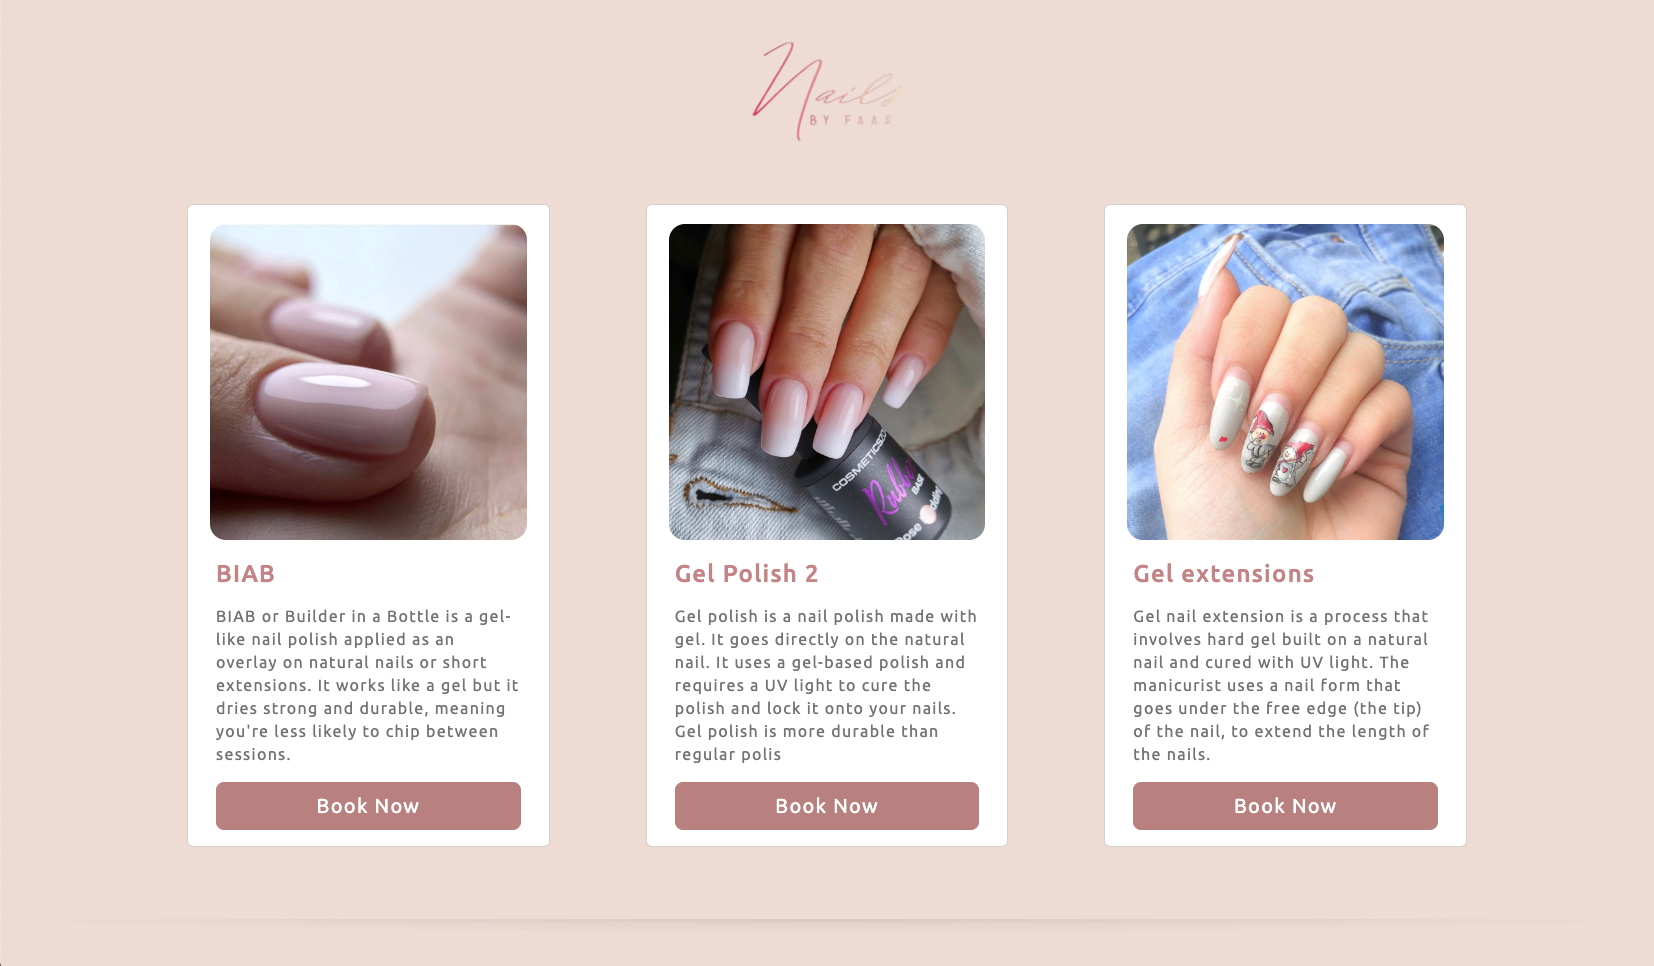 Nails
BY FAAR
COSMETICSZO
Rubb
BASE
Rose
BIAB
BIAB or Builder in a Bottle is a gel-
like nail polish applied as an
overlay on natural nails or short
extensions. It works like a gel but it
dries strong and durable, meaning
you're less likely to chip between
sessions.
Book Now
Gel Polish 2
Gel polish is a nail polish made with
gel. It goes directly on the natural
nail. It uses a gel-based polish and
requires a UV light to cure the
polish and lock it onto your nails.
Gel polish is more durable than
regular polis
Book Now
Gel extensions
Gel nail extension is a process that
involves hard gel built on a natural
nail and cured with UV light. The
manicurist uses a nail form that
goes under the free edge (the tip)
of the nail, to extend the length of
the nails.
Book Now